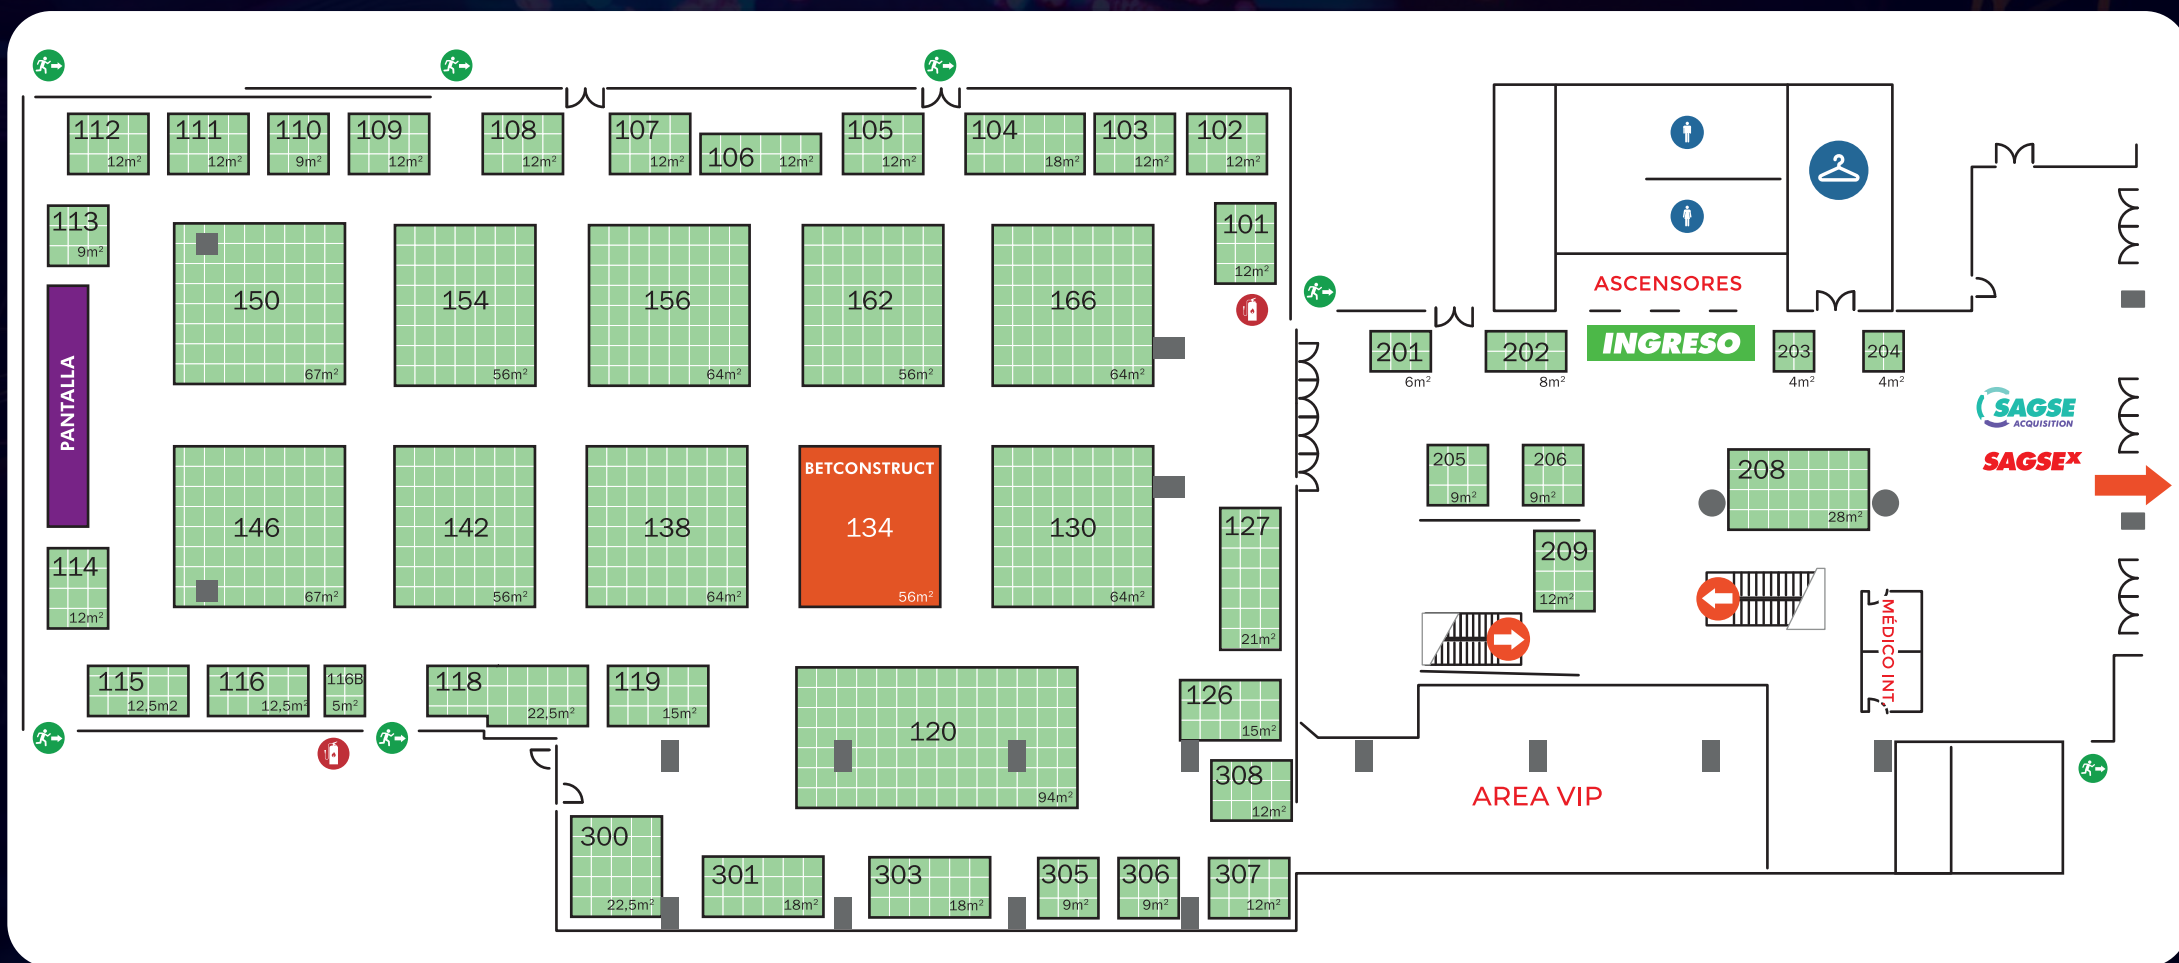 112
12m²
111
12m²
110
9m²
109
12m²
108
12m²
107
12m²
106
12m²
105
12m²
104
18m²
103
12m²
102
12m²
113
9m²
150
67m²
154
56m²
156
64m²
162
56m²
166
64m²
101
12m²
ASCENSORES
INGRESO
201
6m²
202
8m²
203
4m²
204
4m²
PANTALLA
SAGSE
ACQUISITION
SAGSEX
146
67m²
142
56m²
138
64m²
BETCONSTRUCT
134
56m²
130
64m²
127
21m²
205
9m²
206
9m²
208
28m²
209
12m²
114
12m²
MÉDICO INT.
115
12,5m2
116
12,5m²
116B
5m²
118
22,5m²
119
15m²
120
94m²
126
15m²
308
12m²
AREA VIP
300
22,5m²
301
18m²
303
18m²
305
9m²
306
9m²
307
12m²